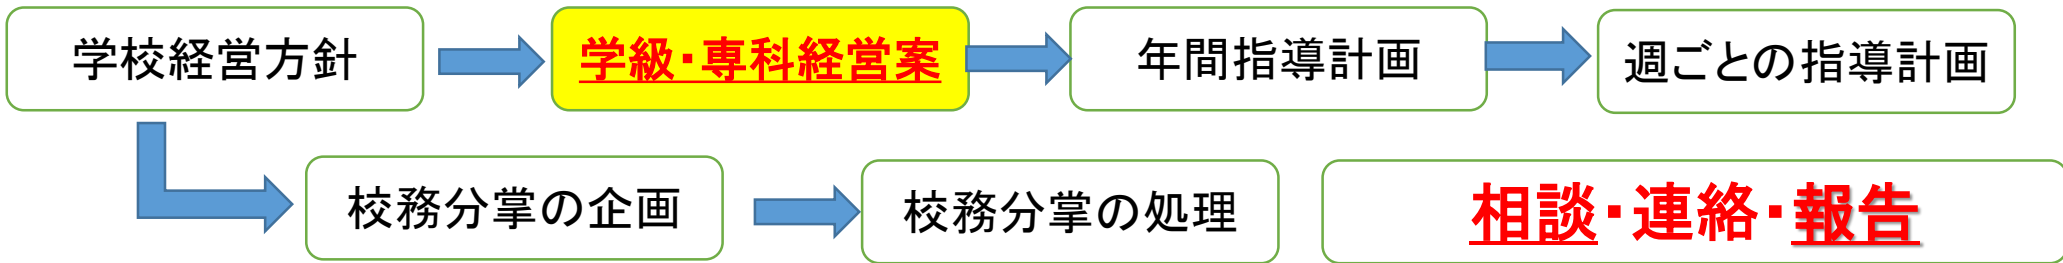 学校経営方針
学級・専科経営案
年間指導計画
週ごとの指導計画
校務分掌の企画
校務分掌の処理
相談・連絡・報告